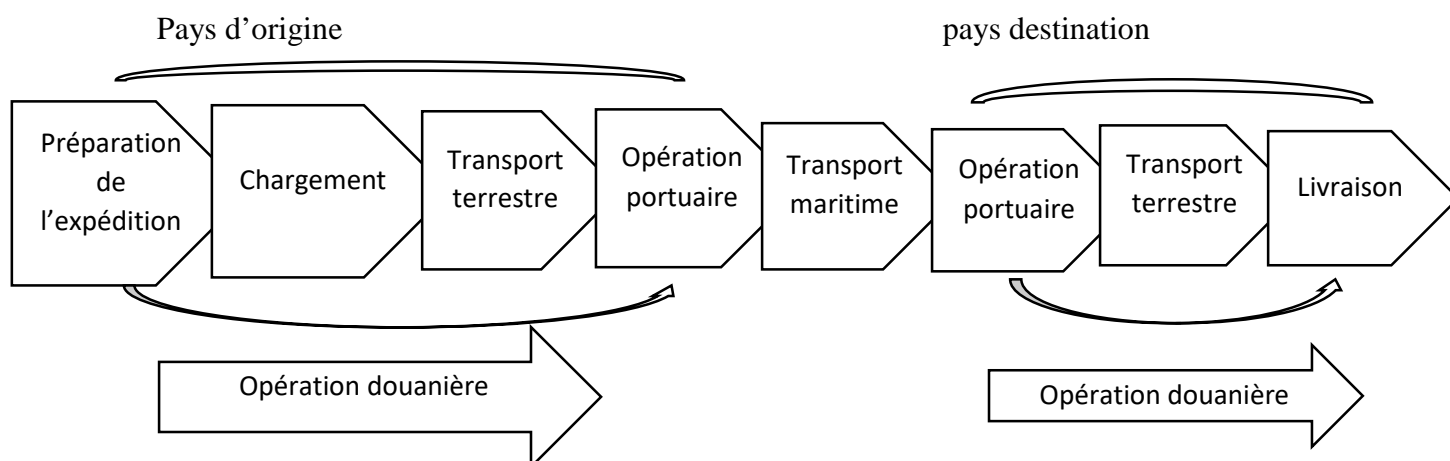 Pays d’origine
pays destination
Préparation
de
l’expédition
Chargement
Transport
terrestre
Opération
portuaire
Transport
maritime
Opération
portuaire
Transport
terrestre
Livraison
Opération douanière
Opération douanière